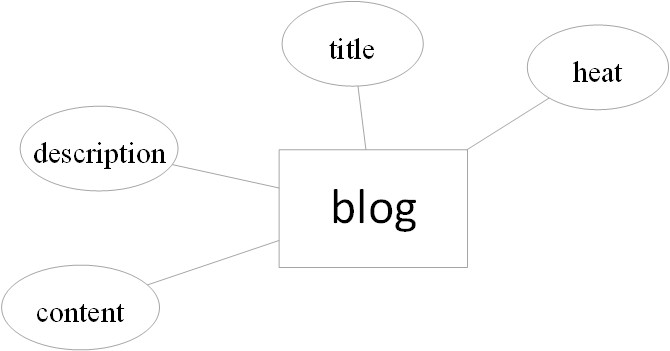 title
heat
description
blog
content